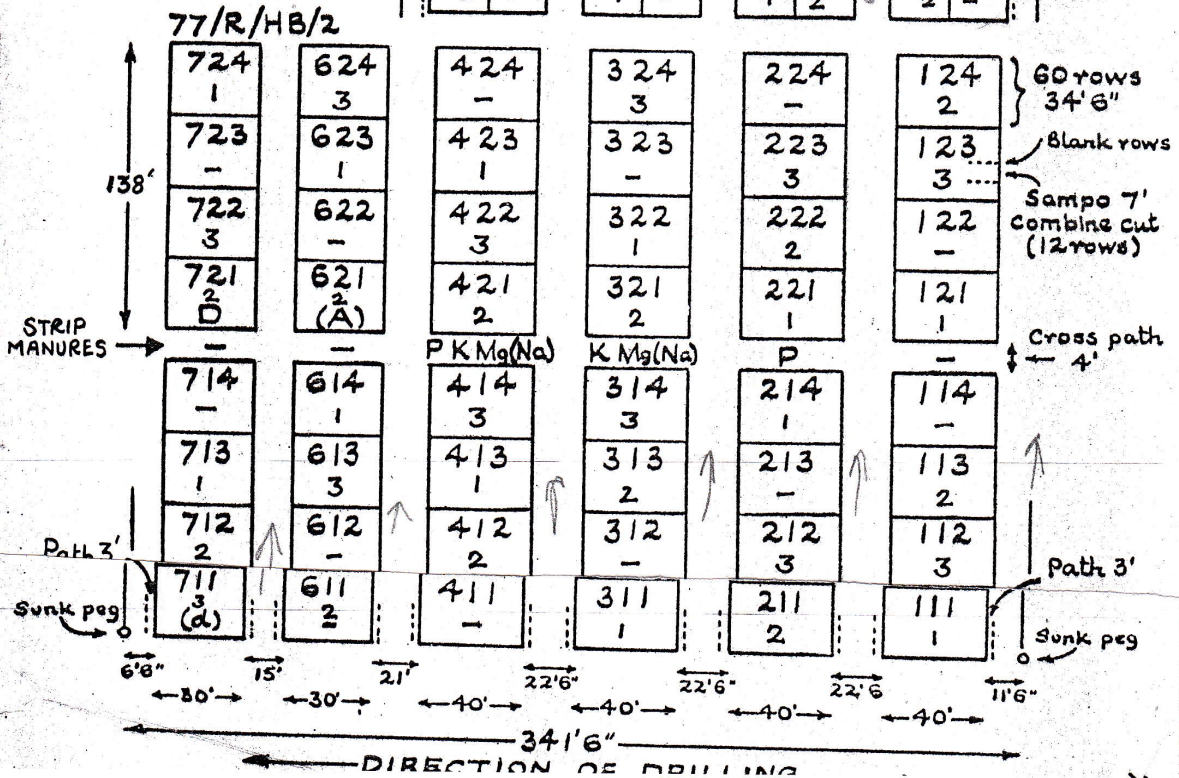 77/R/HB/2
724 624 424 324 224 124
1 3 – 3 – 2
60 rows
34'6"
723 623 423 323 223 123
– 1 1 – 3 3
Blank rows
138'
Sampo 7'
combine cut
(12 rows)
722 622 422 322 222 122
3 – 3 1 2 –
721 621 421 321 221 121
2 2 2 2 1 1
D (A)
STRIP
MANURES
– – P K Mg(Na) K Mg(Na) P –
Cross path
4'
714 614 414 314 214 114
– 1 3 3 1 –
713 613 413 313 213 113
1 3 1 2 – 2
712 612 412 312 212 112
2 – 2 – 3 3
Path 3'
Path 3'
711 611 411 311 211 111
3 2 – 1 2 1
(d)
Sunk peg
Sunk peg
6'6" 15' 21' 22'6" 22'6" 22'6 11'6"
30' 30' 40' 40' 40' 40'
341'6"
DIRECTION OF DRILLING